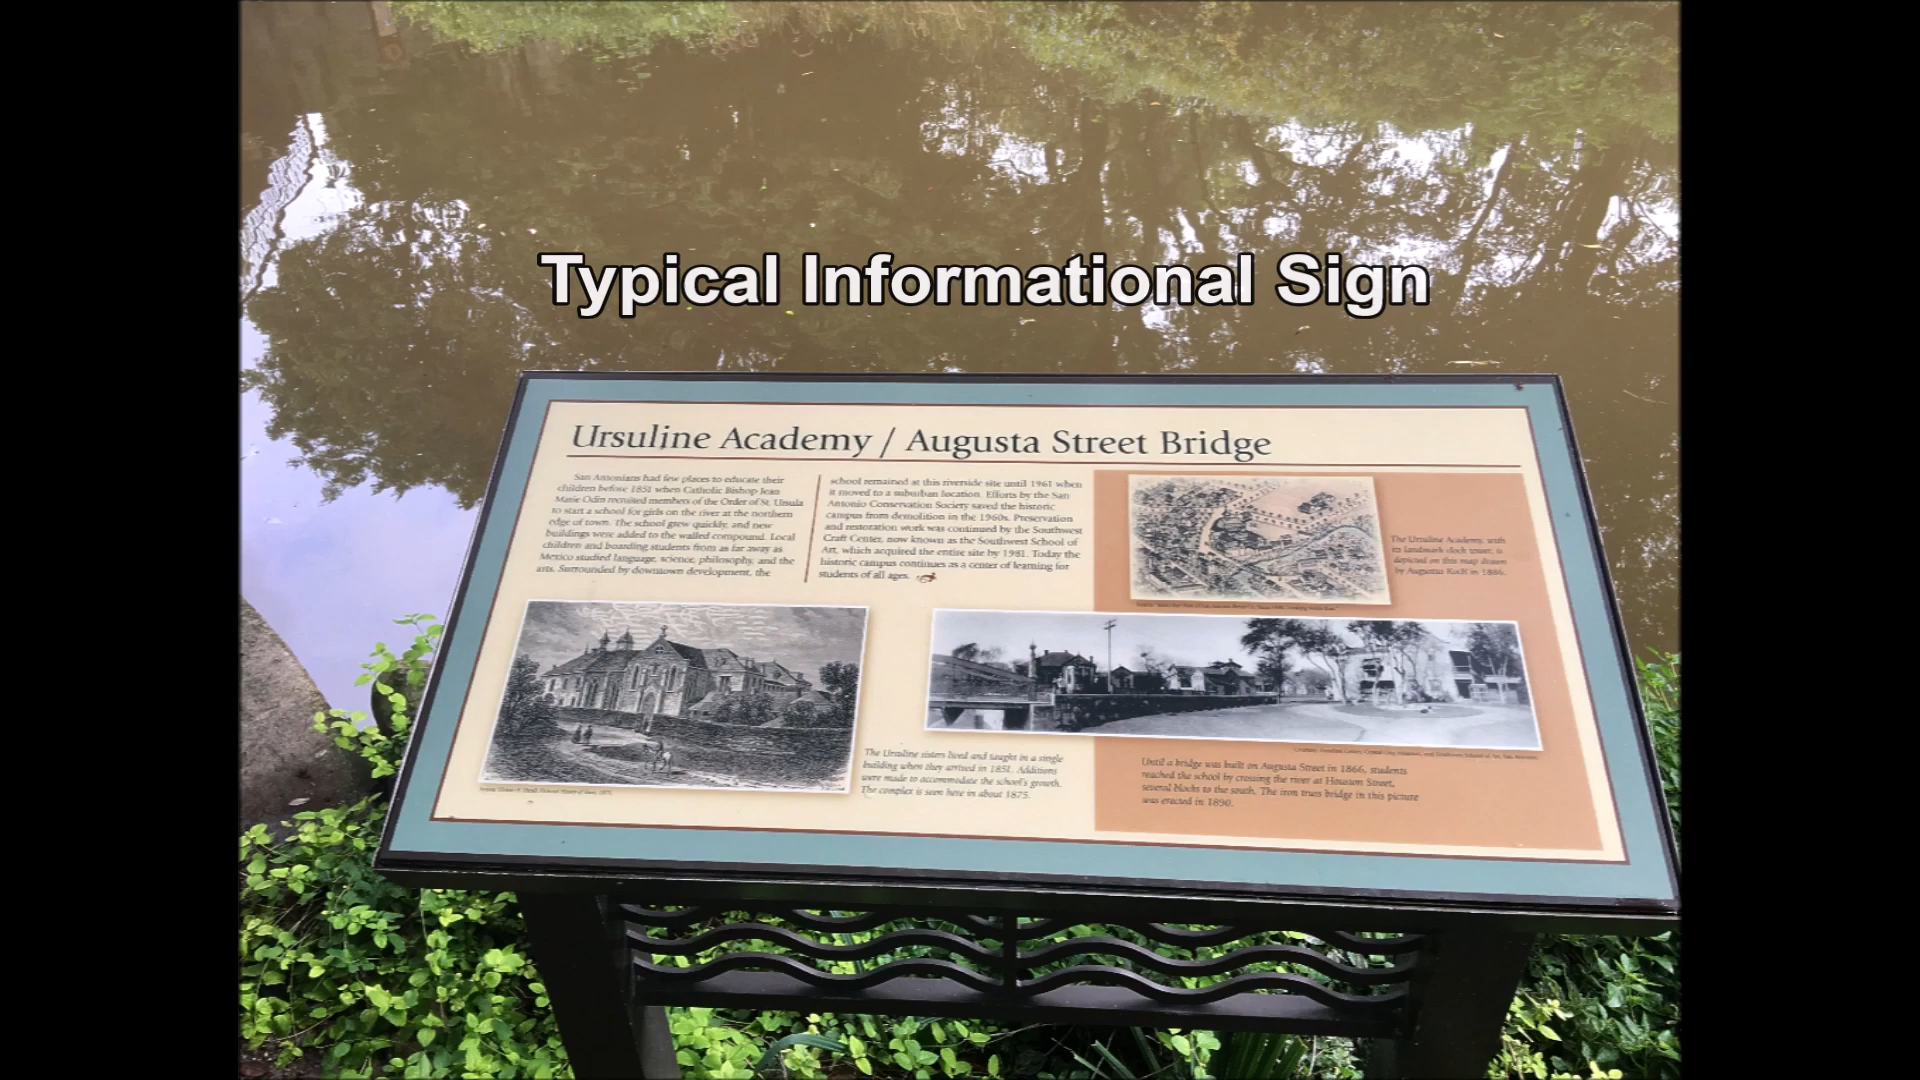 Typical Informational Sign
Ursuline Academy / Augusta Street Bridge
San Antonians had few places to educate their
children before 1851 when Catholic Bishop Jean
Marie Odin recruited members of the Order of St. Ursula
to start a school for girls on the river at the northern
edge of town. The school grew quickly, and new
buildings were added to the walled compound. Local
children and boarding students from as far away as
Mexico studied language, science, philosophy, and the
arts. Surrounded by downtown development, the
school remained at this riverside site until 1961 when
it moved to a suburban location. Efforts by the San
Antonio Conservation Society saved the historic
campus from demolition in the 1960s. Preservation
and restoration work was continued by the Southwest
Craft Center, now known as the Southwest School of
Art, which acquired the entire site by 1981. Today the
historic campus continues as a center of learning for
students of all ages.
The Ursuline Academy, with
its landmark clock tower, is
depicted on this map drawn
by Augustus Koch in 1886.
The Ursuline sisters lived and taught in a single
building when they arrived in 1851. Additions
were made to accommodate the school's growth.
The complex is seen here in about 1875.
Until a bridge was built on Augusta Street in 1866, students
reached the school by crossing the river at Houston Street,
several blocks to the south. The iron truss bridge in this picture
was erected in 1890.